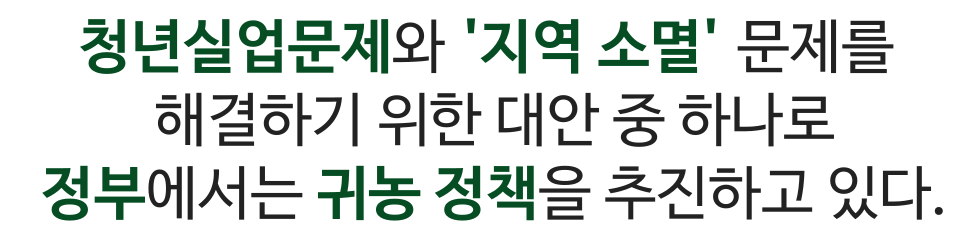 청년실업문제와 '지역 소멸' 문제를
해결하기 위한 대안 중 하나로
정부에서는 귀농 정책을 추진하고 있다.